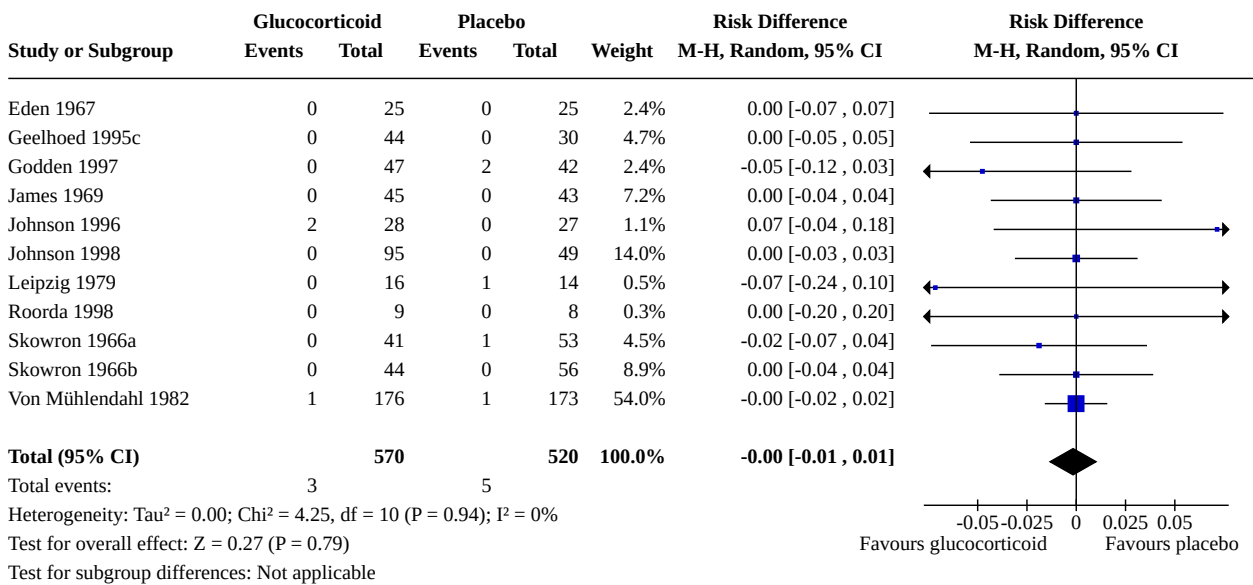 Glucocorticoid Placebo Risk Difference Risk Difference
Study or Subgroup Events Total Events Total Weight M-H, Random, 95% CI M-H, Random, 95% CI
Eden 1967 0 25 0 25 2.4% 0.00 [-0.07 , 0.07]
Geelhoed 1995c 0 44 0 30 4.7% 0.00 [-0.05 , 0.05]
Godden 1997 0 47 2 42 2.4% -0.05 [-0.12 , 0.03]
James 1969 0 45 0 43 7.2% 0.00 [-0.04 , 0.04]
Johnson 1996 2 28 0 27 1.1% 0.07 [-0.04 , 0.18]
Johnson 1998 0 95 0 49 14.0% 0.00 [-0.03 , 0.03]
Leipzig 1979 0 16 1 14 0.5% -0.07 [-0.24 , 0.10]
Roorda 1998 0 9 0 8 0.3% 0.00 [-0.20 , 0.20]
Skowron 1966a 0 41 1 53 4.5% -0.02 [-0.07 , 0.04]
Skowron 1966b 0 44 0 56 8.9% 0.00 [-0.04 , 0.04]
Von Mühlendahl 1982 1 176 1 173 54.0% -0.00 [-0.02 , 0.02]
Total (95% CI) 570 520 100.0% -0.00 [-0.01 , 0.01]
Total events: 3 5
Heterogeneity: Tau² = 0.00; Chi² = 4.25, df = 10 (P = 0.94); I² = 0%
Test for overall effect: Z = 0.27 (P = 0.79)
Test for subgroup differences: Not applicable
-0.05 -0.025 0 0.025 0.05
Favours glucocorticoid Favours placebo